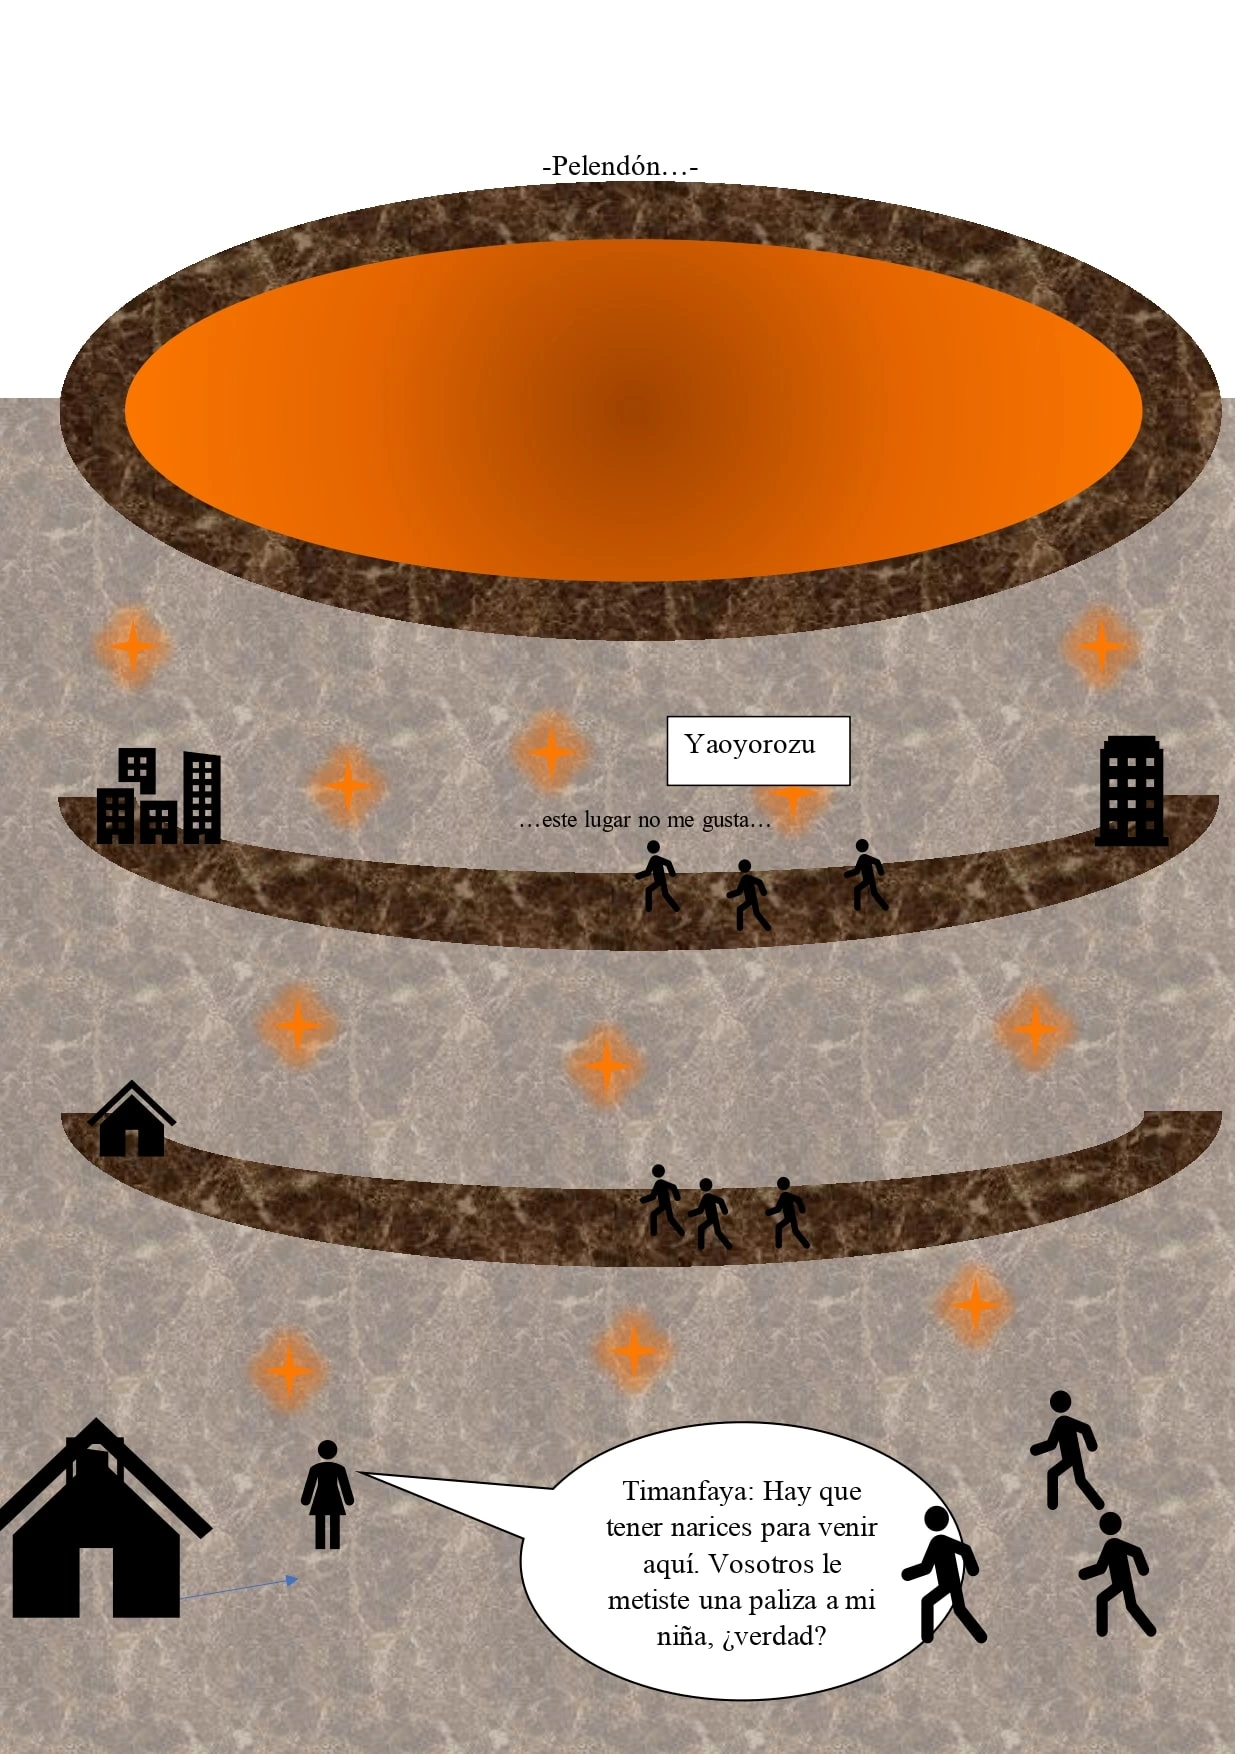 -Pelendón…-
Yaoyorozu
…este lugar no me gusta…
Timanfaya: Hay que
tener narices para venir
aquí. Vosotros le
metiste una paliza a mi
niña, ¿verdad?